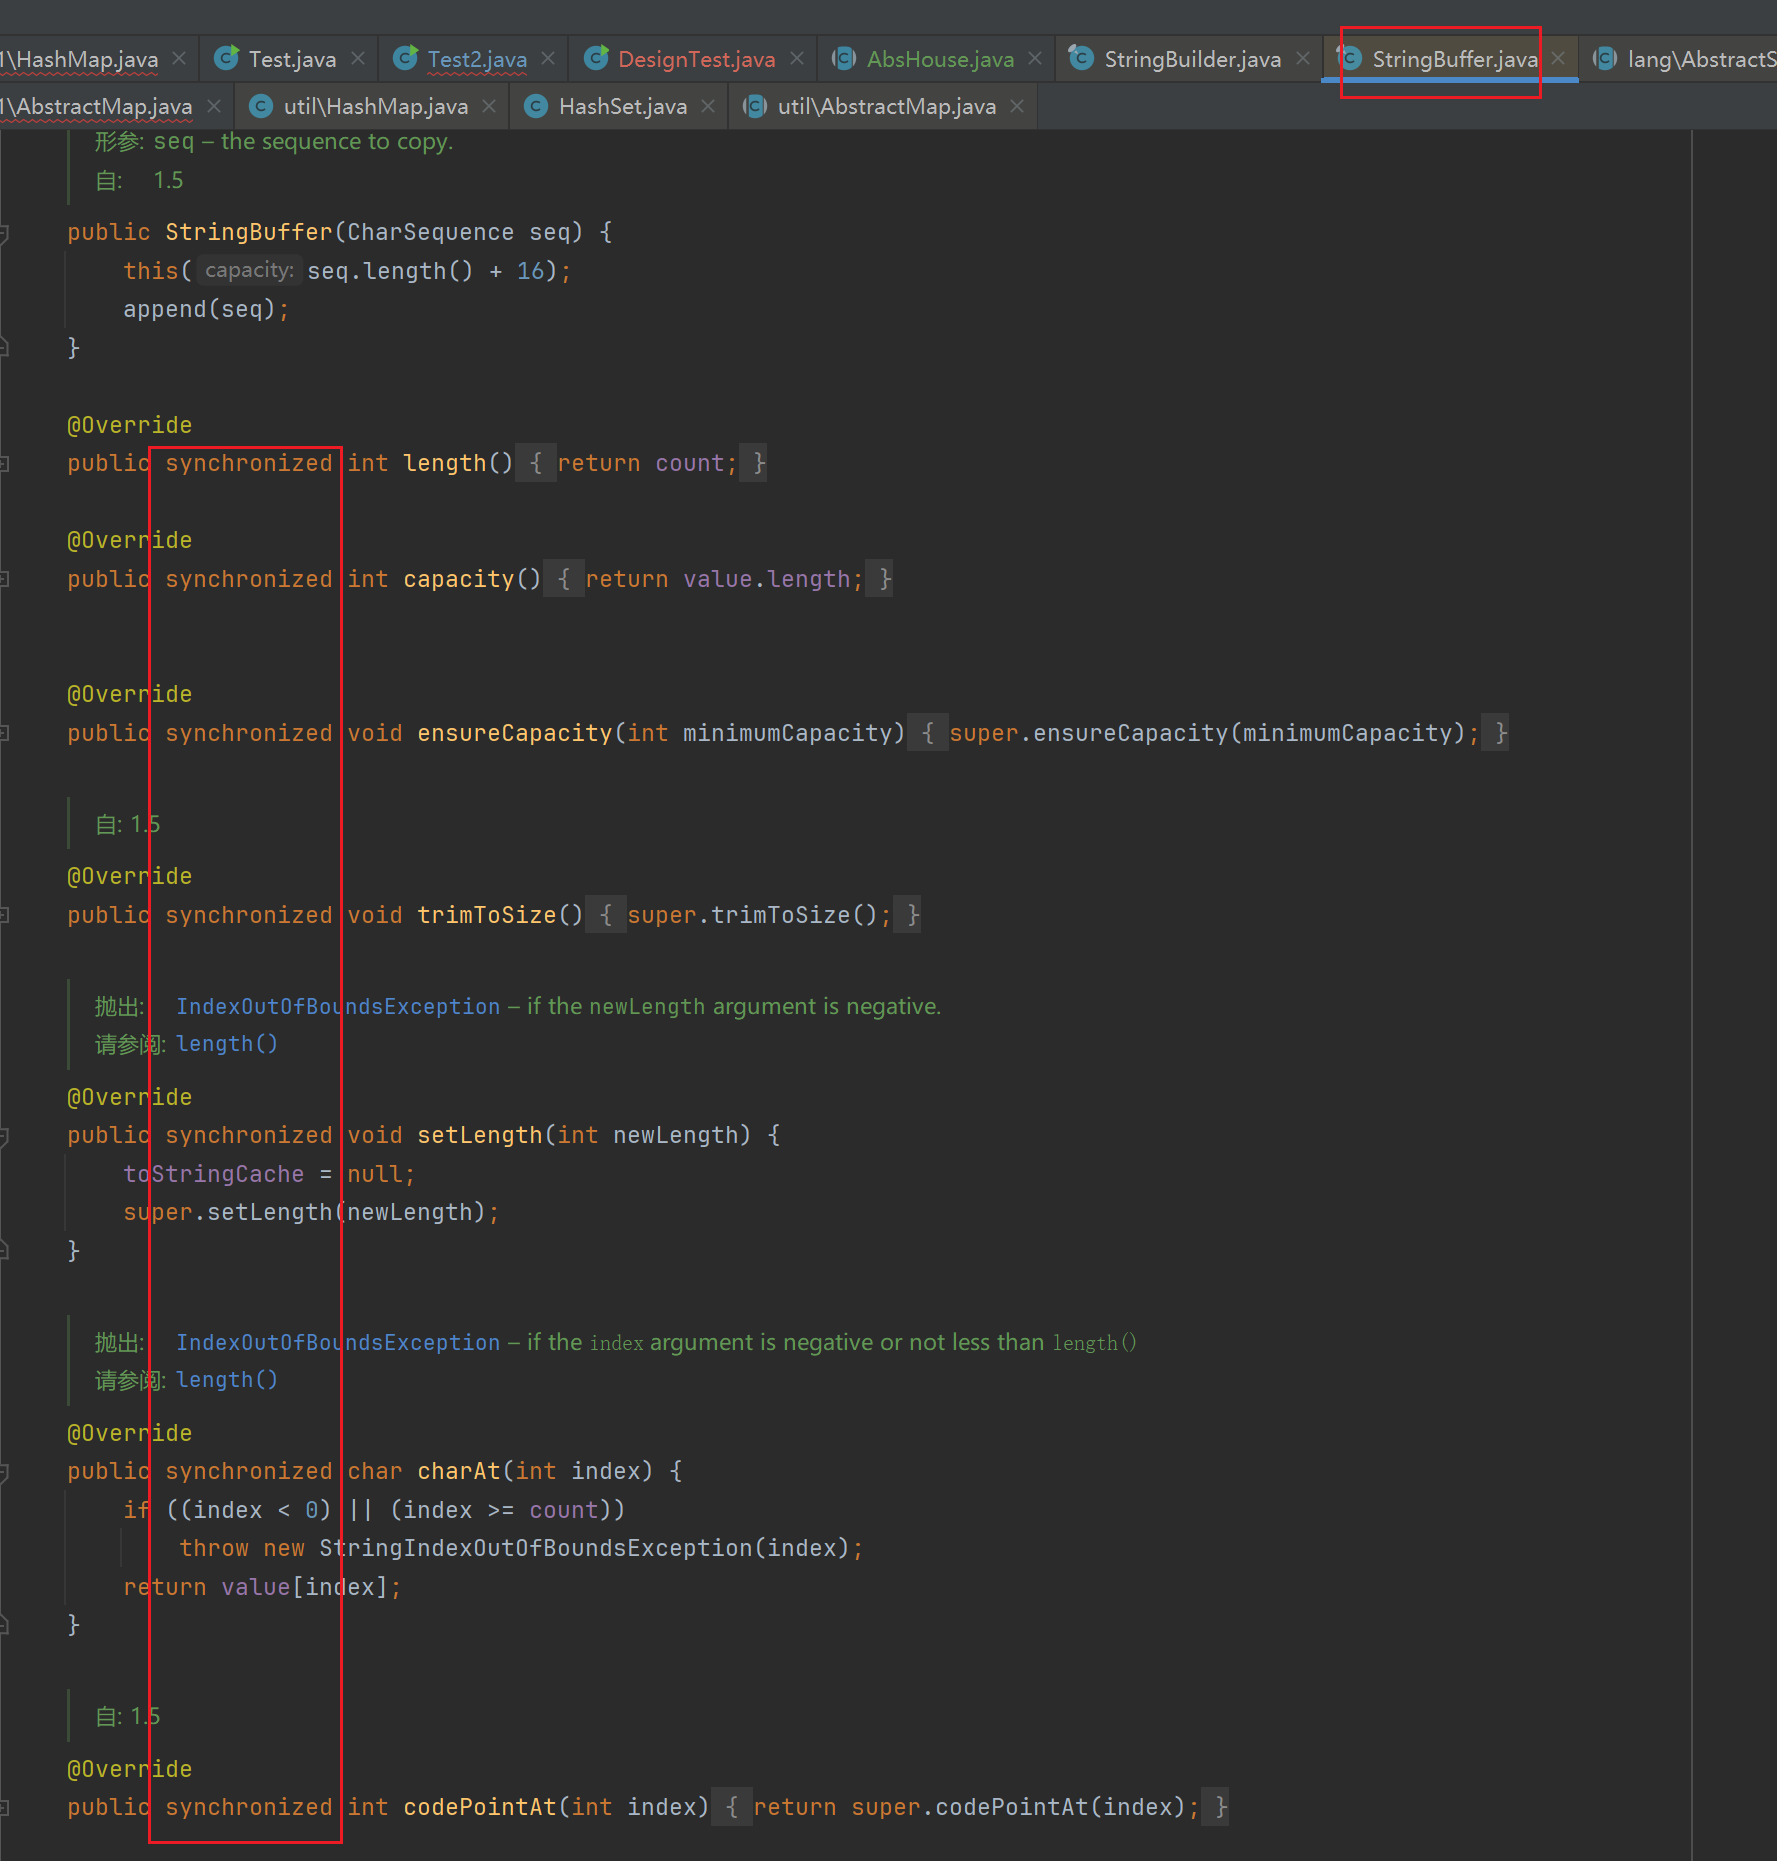 1\HashMap.java Test.java Test2.java DesignTest.java AbsHouse.java StringBuilder.java StringBuffer.java lang\AbstractS
1\AbstractMap.java util\HashMap.java HashSet.java util\AbstractMap.java
形参: seq – the sequence to copy.
自: 1.5
public StringBuffer(CharSequence seq) {
this( capacity: seq.length() + 16);
append(seq);
}
@Override
public synchronized int length() { return count; }
@Override
public synchronized int capacity() { return value.length; }
@Override
public synchronized void ensureCapacity(int minimumCapacity) { super.ensureCapacity(minimumCapacity); }
自: 1.5
@Override
public synchronized void trimToSize() { super.trimToSize(); }
抛出: IndexOutOfBoundsException – if the newLength argument is negative.
请参阅: length()
@Override
public synchronized void setLength(int newLength) {
toStringCache = null;
super.setLength(newLength);
}
抛出: IndexOutOfBoundsException – if the index argument is negative or not less than length()
请参阅: length()
@Override
public synchronized char charAt(int index) {
if ((index < 0) || (index >= count))
throw new StringIndexOutOfBoundsException(index);
return value[index];
}
自: 1.5
@Override
public synchronized int codePointAt(int index) { return super.codePointAt(index); }